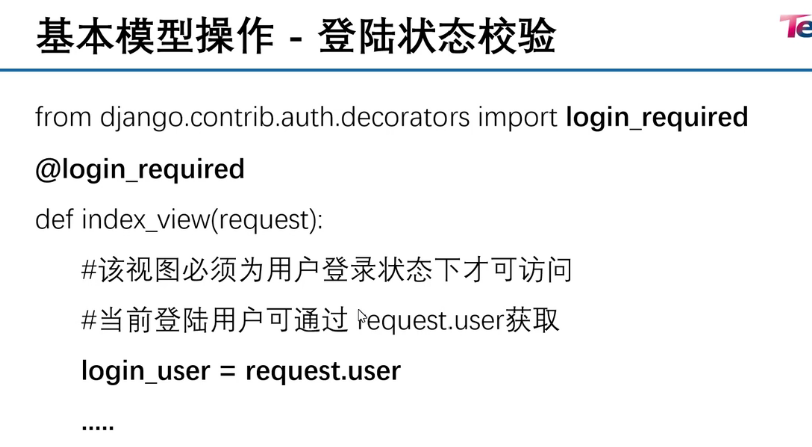 基本模型操作 - 登陆状态校验
Te
from django.contrib.auth.decorators import login_required
@login_required
def index_view(request):
#该视图必须为用户登录状态下才可访问
#当前登陆用户可通过 request.user获取
login_user = request.user
.....